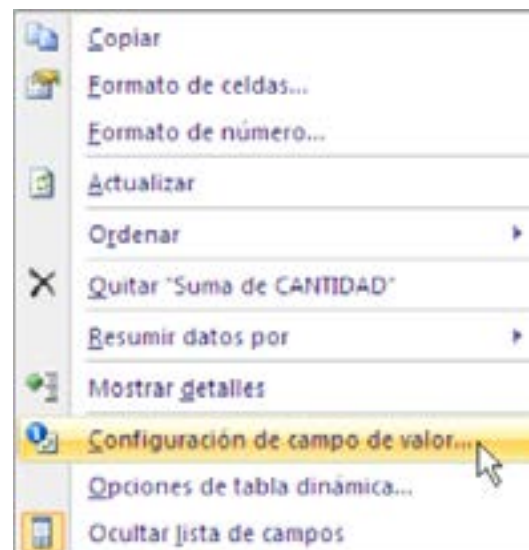 Copiar
Formato de celdas...
Formato de número...
Actualizar
Ordenar
Quitar "Suma de CANTIDAD"
Resumir datos por
Mostrar detalles
Configuración de campo de valor...
Opciones de tabla dinámica...
Ocultar lista de campos